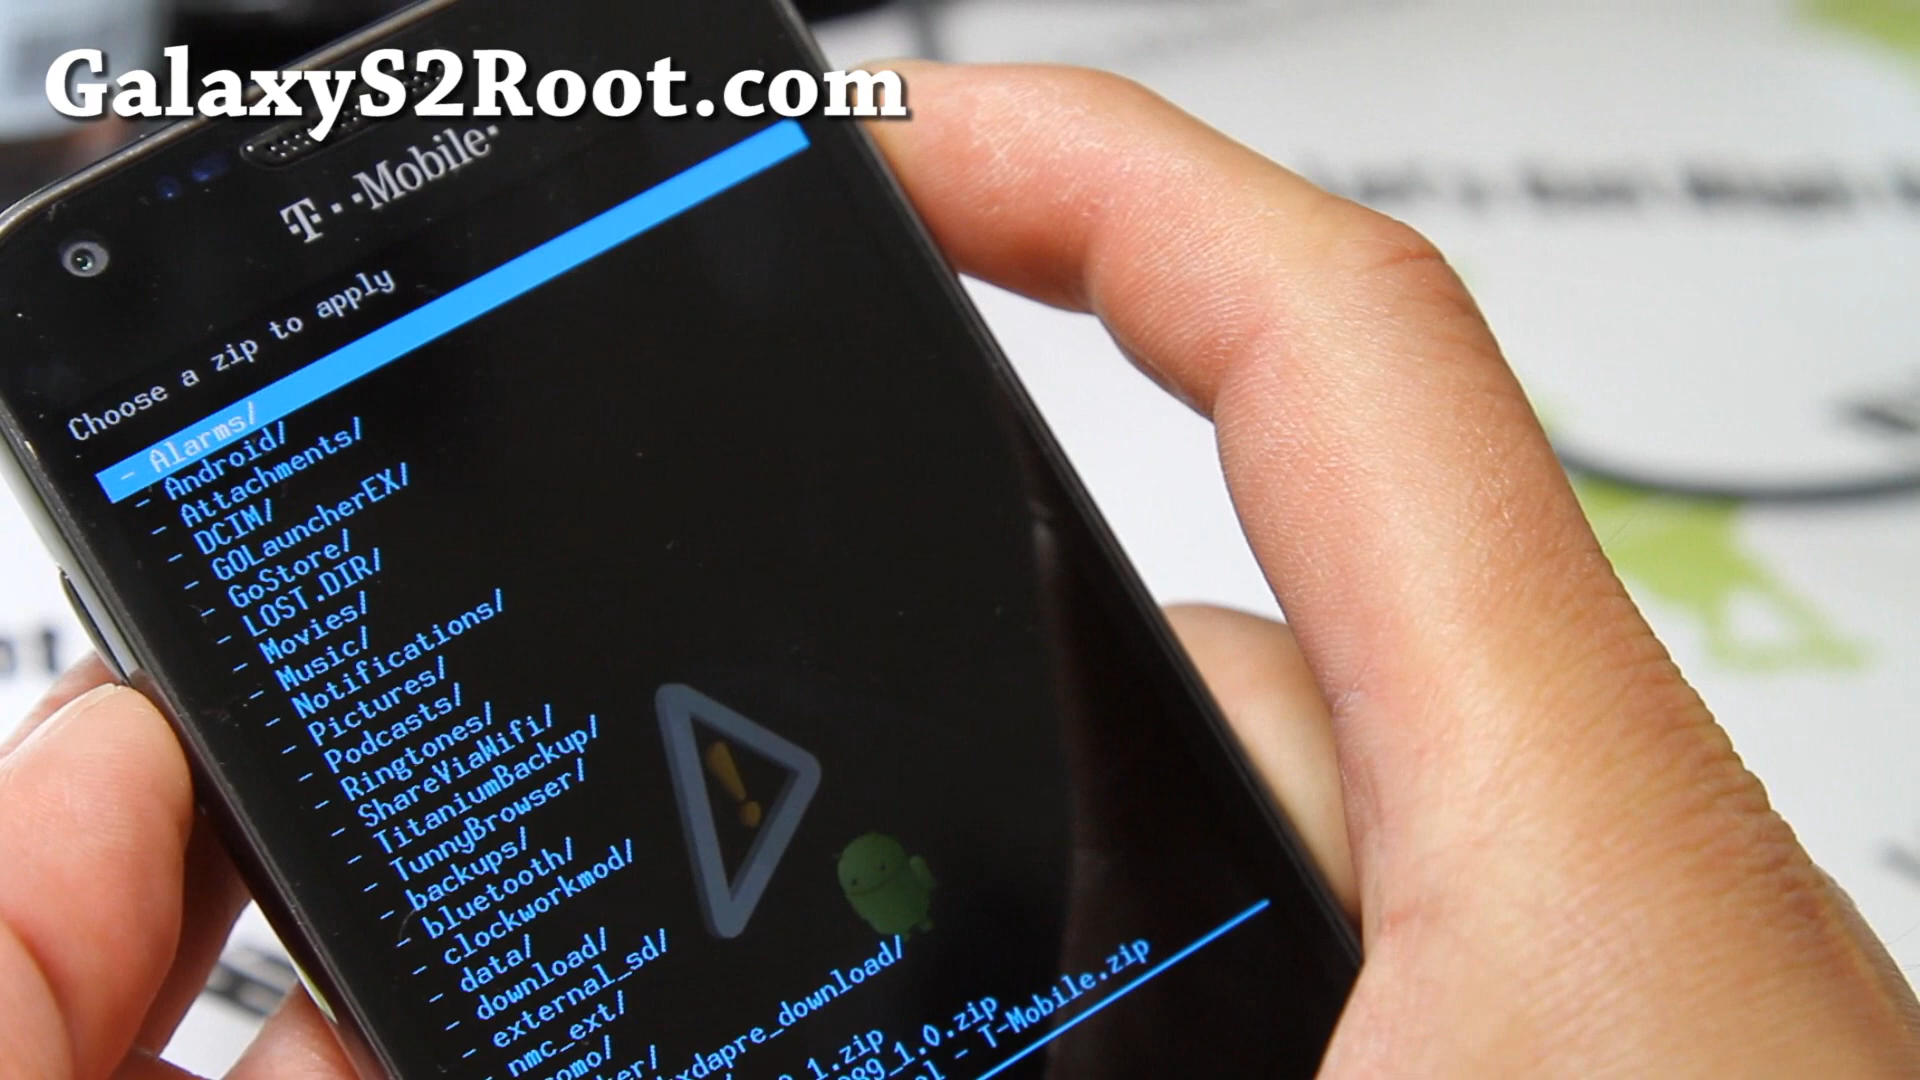 GalaxyS2Root.com
T··Mobile·
Choose a zip to apply
- Alarms/
- Android/
- Attachments/
- DCIM/
- GOLauncherEX/
- GoStore/
- LOST.DIR/
- Movies/
- Music/
- Notifications/
- Pictures/
- Podcasts/
- Ringtones/
- ShareViaWifi/
- TitaniumBackup/
- TunnyBrowser/
- backups/
- bluetooth/
- clockworkmod/
- data/
- download/
- external_sd/
- nmc_ext/
- T-Mobile.zip